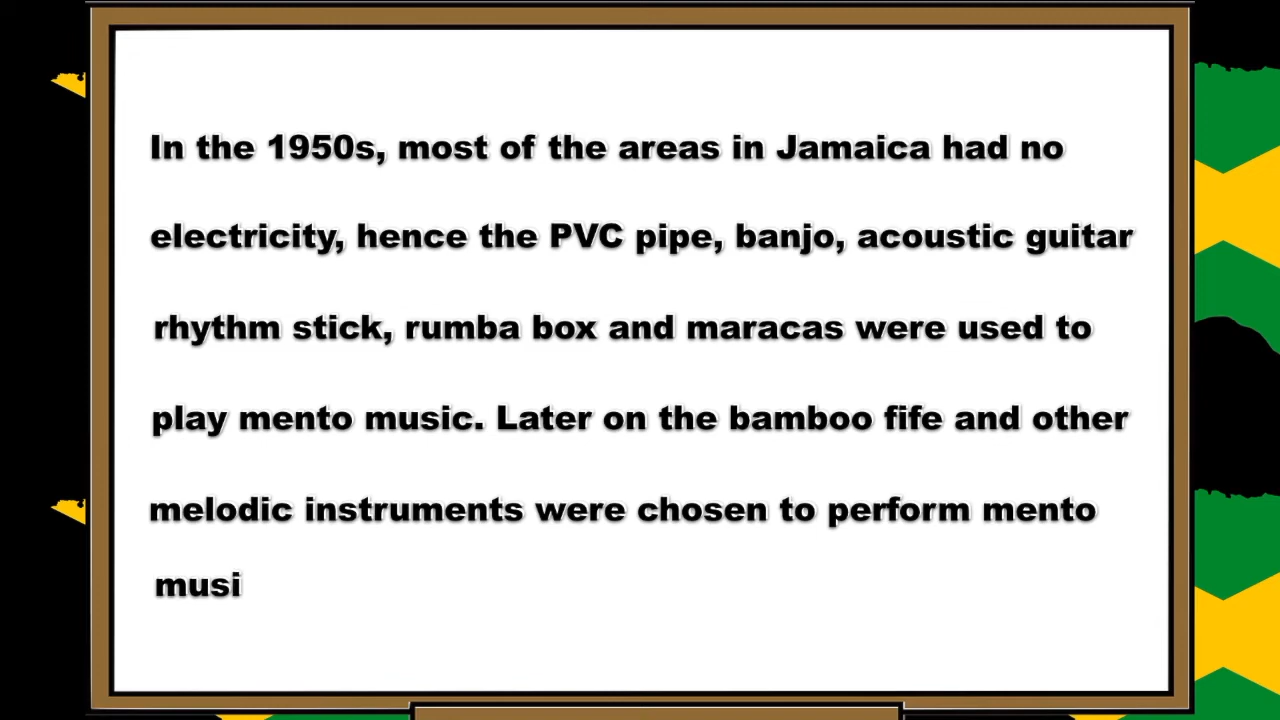 In the 1950s, most of the areas in Jamaica had no
electricity, hence the PVC pipe, banjo, acoustic guitar
rhythm stick, rumba box and maracas were used to
play mento music. Later on the bamboo fife and other
melodic instruments were chosen to perform mento
musi